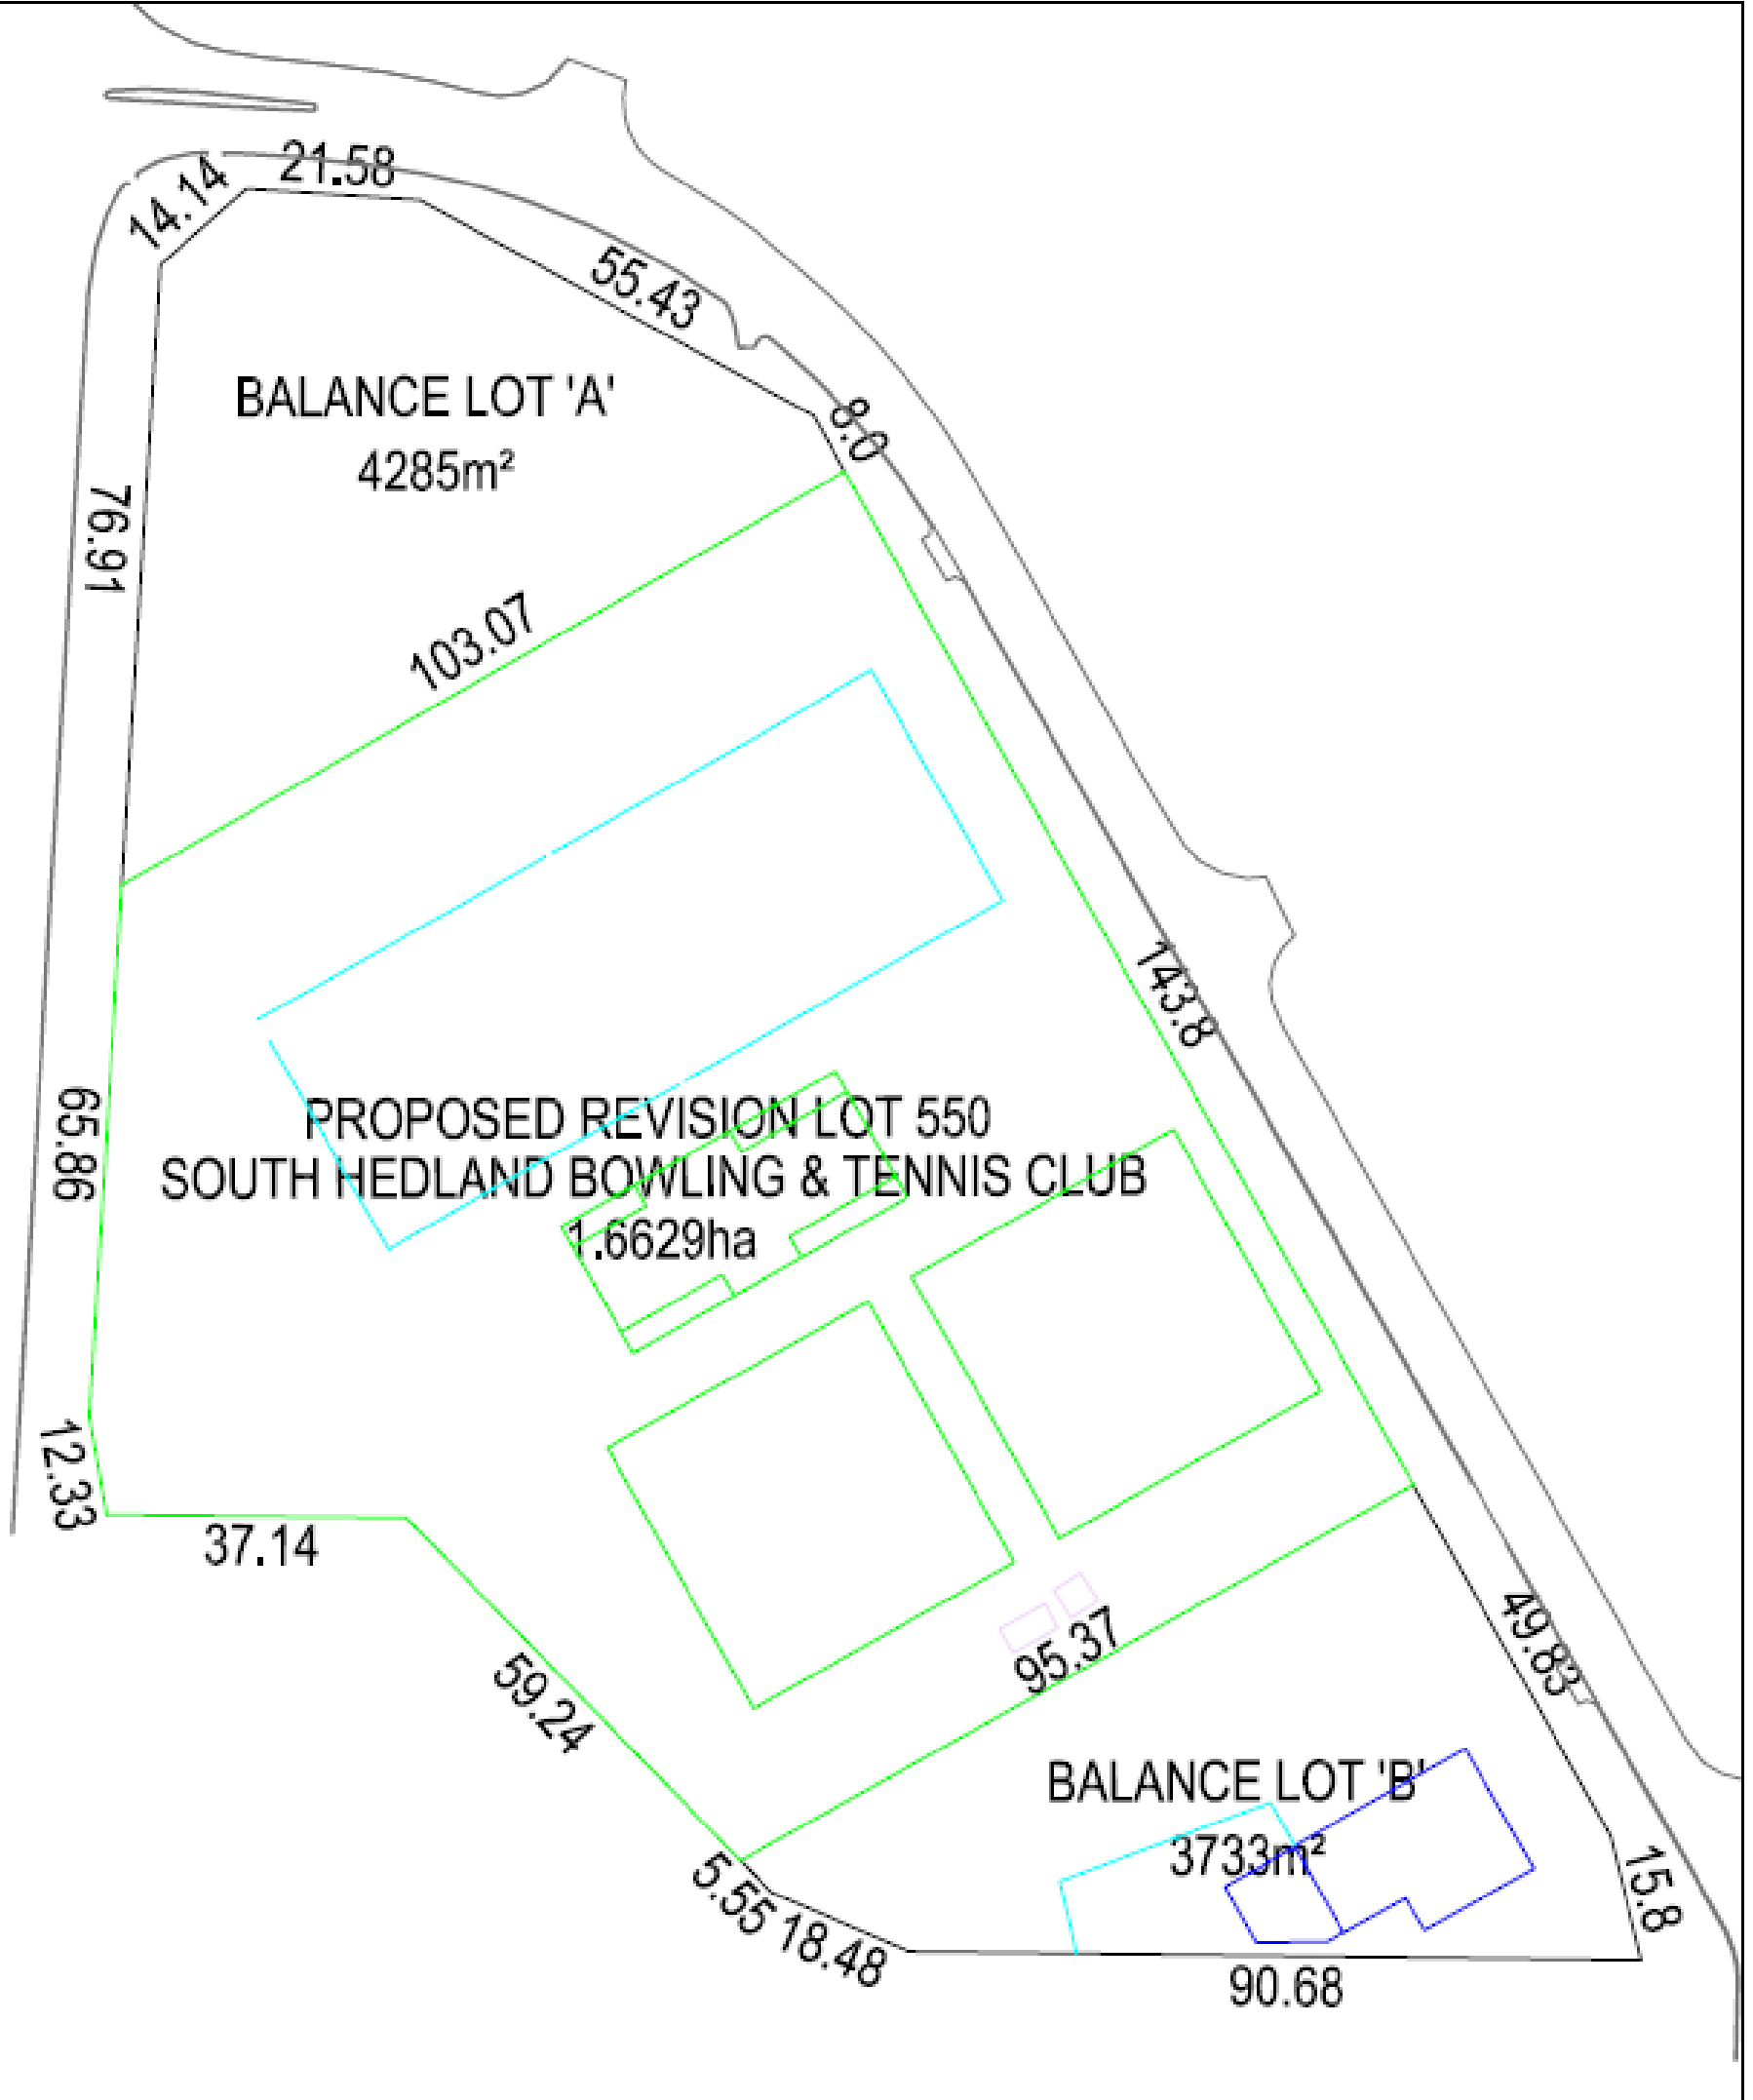 21.58
14.14
55.43
BALANCE LOT 'A'
4285m²
8.0
76.91
103.07
143.8
65.86
PROPOSED REVISION LOT 550
SOUTH HEDLAND BOWLING & TENNIS CLUB
1.6629ha
12.33
37.14
59.24
95.37
49.83
BALANCE LOT 'B'
3733m²
5.55
18.48
15.8
90.68